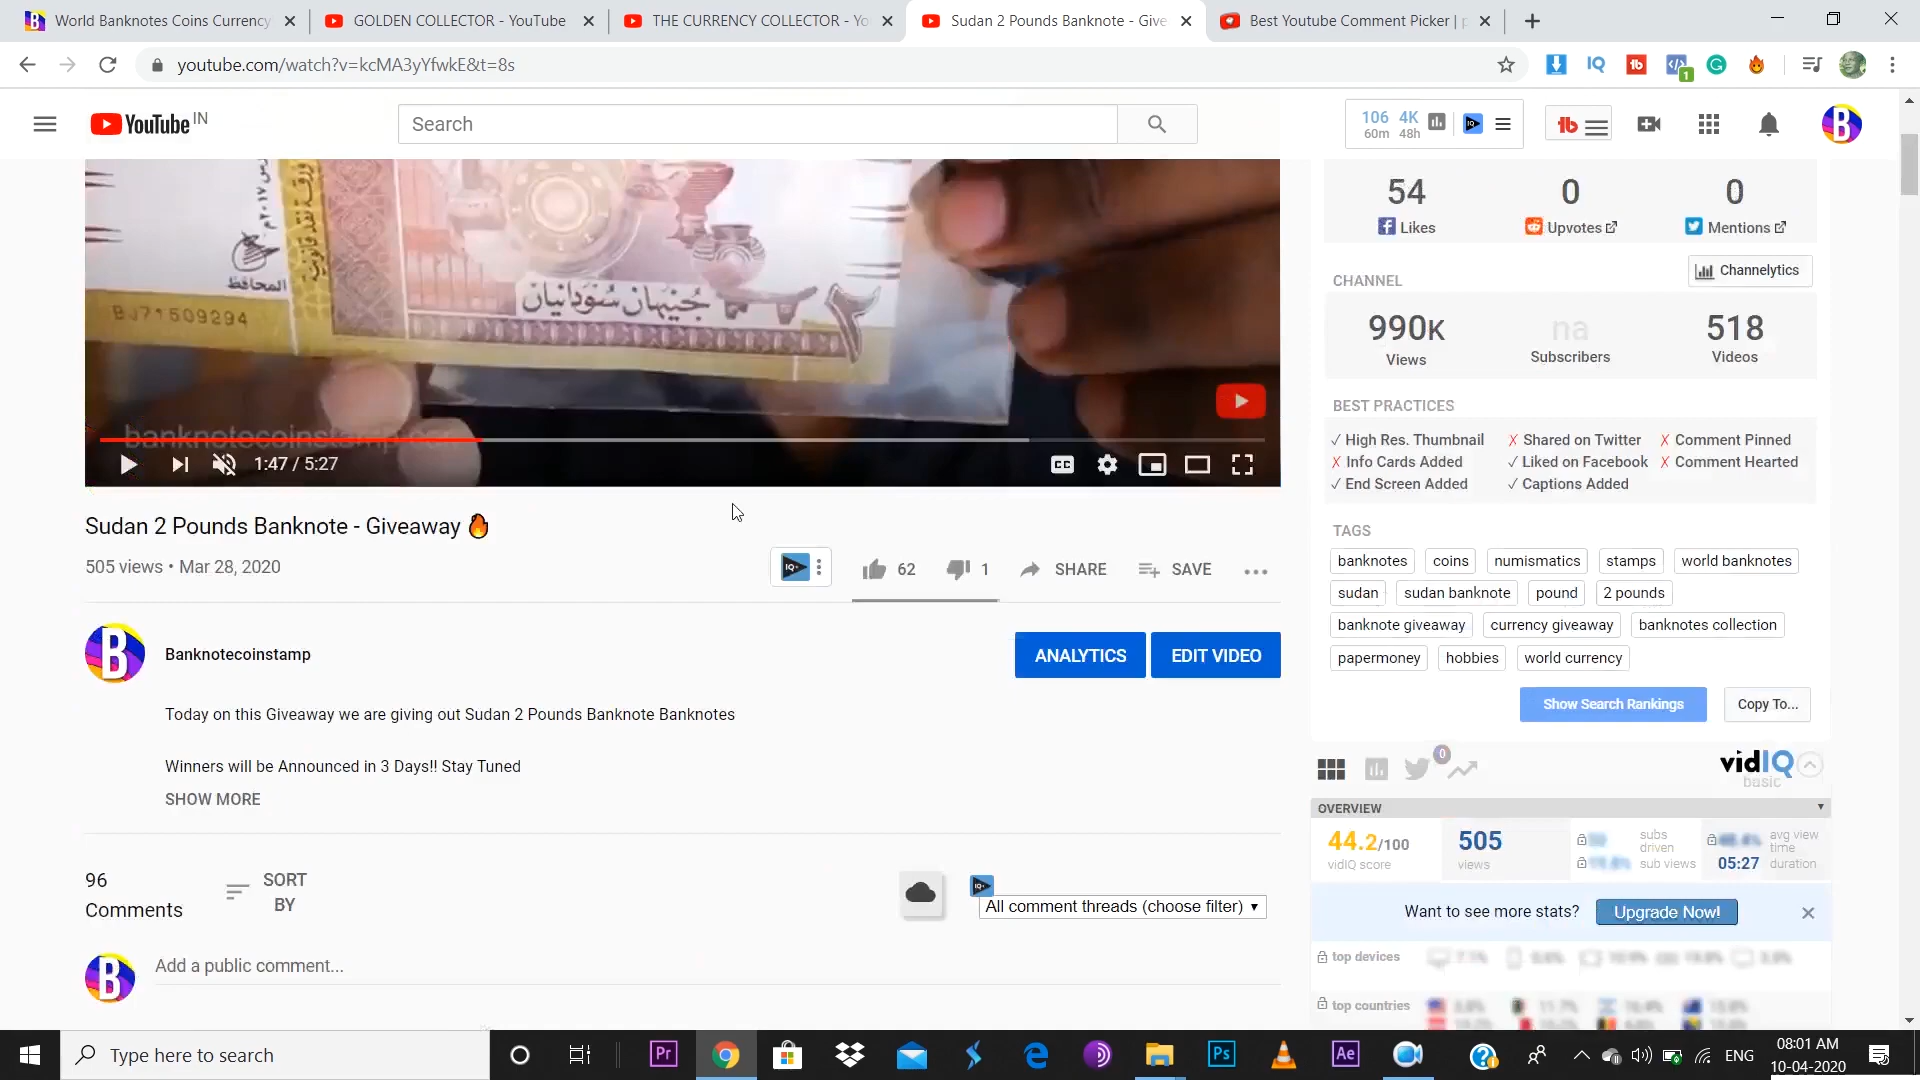 World Banknotes Coins Currency
GOLDEN COLLECTOR - YouTube
THE CURRENCY COLLECTOR - Yo
Sudan 2 Pounds Banknote - Give
Best Youtube Comment Picker | p
youtube.com/watch?v=kcMA3yYfwkE&t=8s
YouTube IN
Search
106 4K
60m 48h
54 0 0
Likes Upvotes Mentions
CHANNEL
Channelytics
990K na 518
Views Subscribers Videos
BEST PRACTICES
✓ High Res. Thumbnail ✗ Shared on Twitter ✗ Comment Pinned
✗ Info Cards Added ✓ Liked on Facebook ✗ Comment Hearted
✓ End Screen Added ✓ Captions Added
TAGS
banknotes coins numismatics stamps world banknotes
sudan sudan banknote pound 2 pounds
banknote giveaway currency giveaway banknotes collection
papermoney hobbies world currency
Show Search Rankings Copy To...
المحافظ
BJ71509294
جنيهان سودانيان
٢
1:47 / 5:27
Sudan 2 Pounds Banknote - Giveaway 🔥
505 views • Mar 28, 2020
62 1 SHARE SAVE
Banknotecoinstamp
ANALYTICS EDIT VIDEO
Today on this Giveaway we are giving out Sudan 2 Pounds Banknote Banknotes
Winners will be Announced in 3 Days!! Stay Tuned
SHOW MORE
96 Comments
SORT BY
All comment threads (choose filter)
Add a public comment...
vidIQ
basic
OVERVIEW
44.2/100 505 subs driven avg view time
vidIQ score views sub views 05:27 duration
Want to see more stats? Upgrade Now!
top devices
top countries
Type here to search
ENG
08:01 AM
10-04-2020